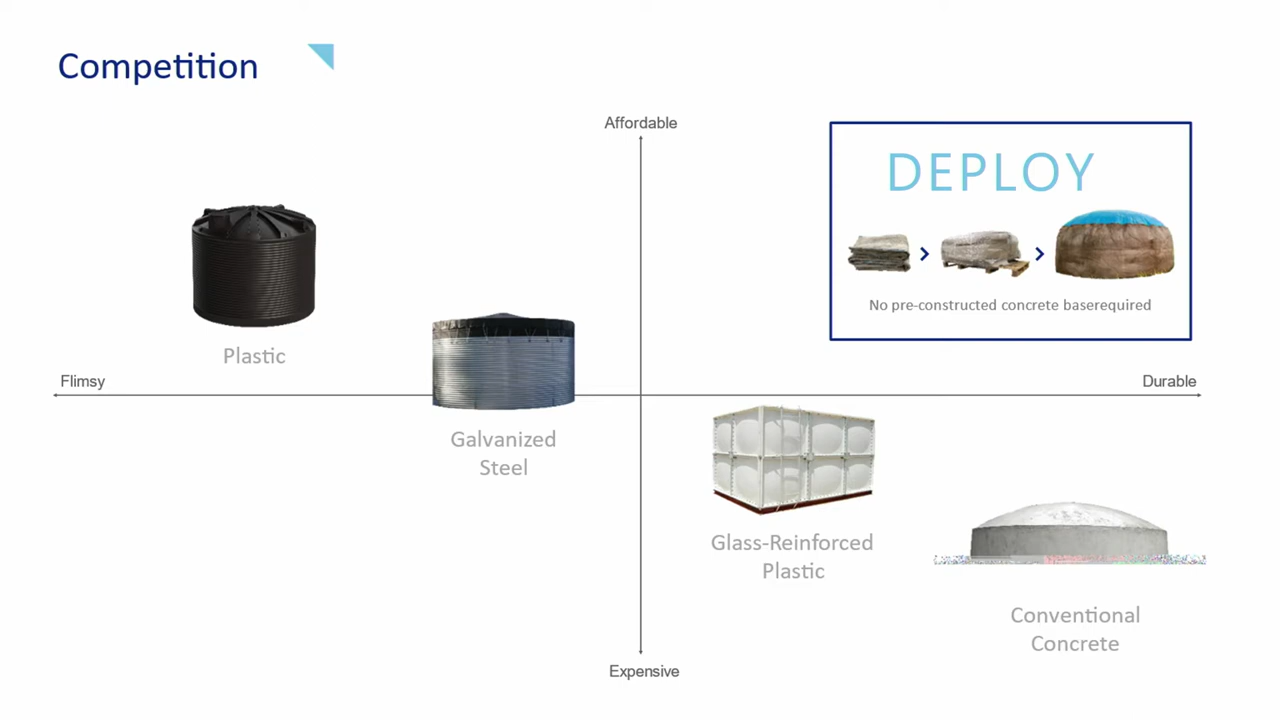 Competition
Affordable
DEPLOY
No pre-constructed concrete baserequired
Plastic
Flimsy
Durable
Galvanized
Steel
Glass-Reinforced
Plastic
Conventional
Concrete
Expensive